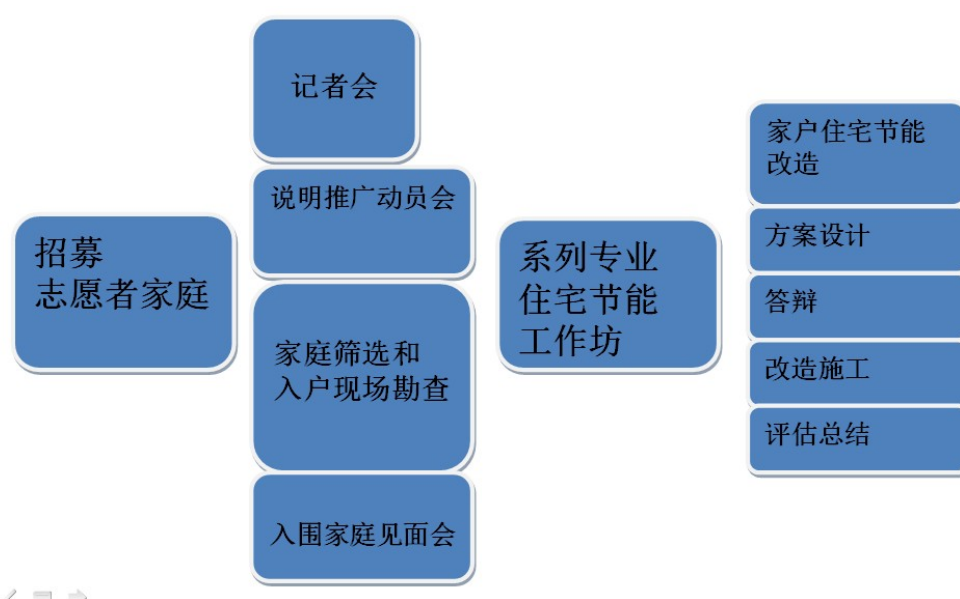 招募
志愿者家庭
记者会
说明推广动员会
家庭筛选和
入户现场勘查
入围家庭见面会
系列专业
住宅节能
工作坊
家户住宅节能
改造
方案设计
答辩
改造施工
评估总结